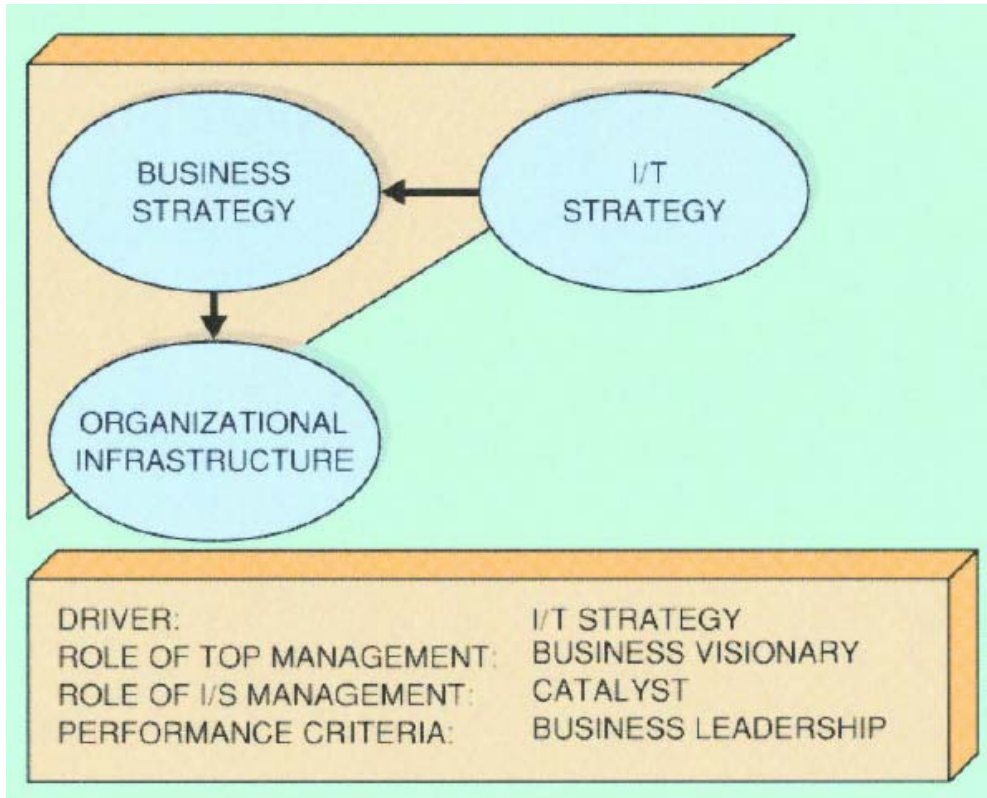 BUSINESS
STRATEGY
I/T
STRATEGY
ORGANIZATIONAL
INFRASTRUCTURE
DRIVER: I/T STRATEGY
ROLE OF TOP MANAGEMENT: BUSINESS VISIONARY
ROLE OF I/S MANAGEMENT: CATALYST
PERFORMANCE CRITERIA: BUSINESS LEADERSHIP